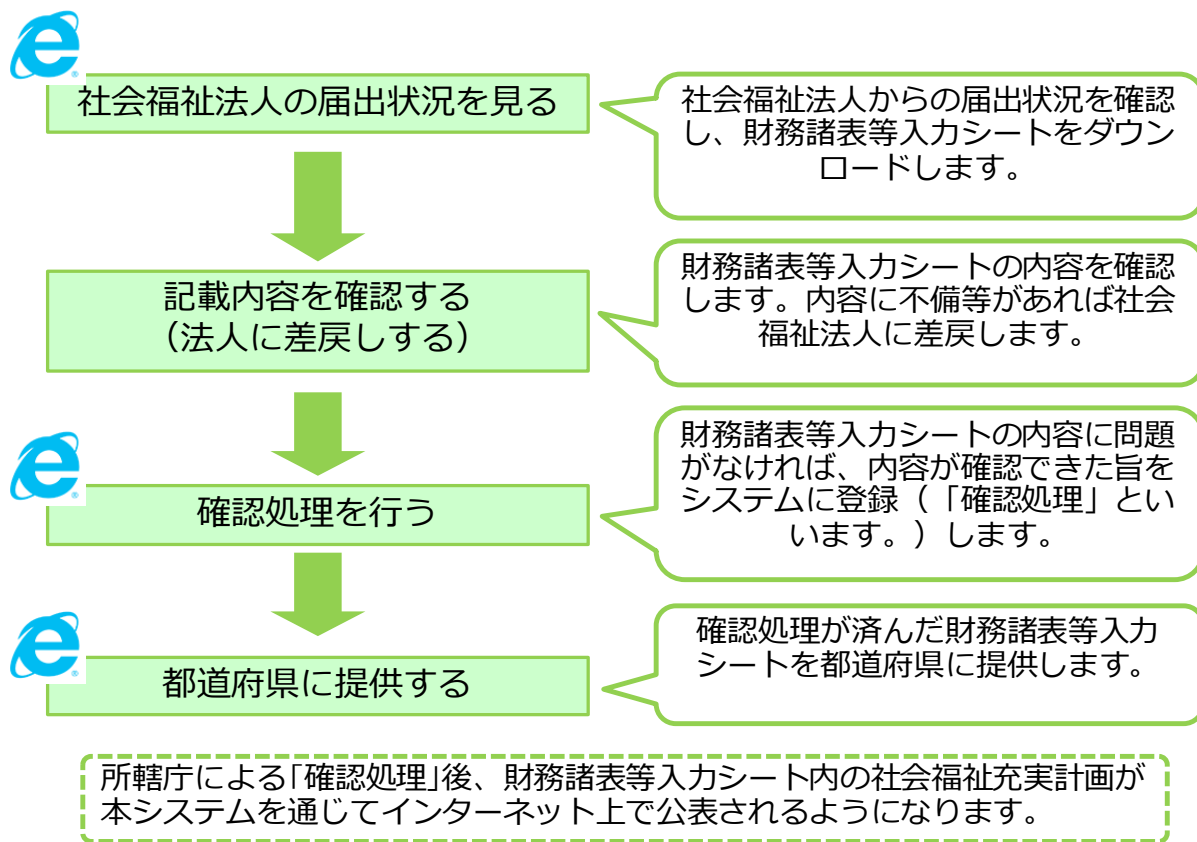 社会福祉法人の届出状況を見る
社会福祉法人からの届出状況を確認
し、財務諸表等入力シートをダウン
ロードします。
記載内容を確認する
（法人に差戻しする）
財務諸表等入力シートの内容を確認
します。内容に不備等があれば社会
福祉法人に差戻します。
確認処理を行う
財務諸表等入力シートの内容に問題
がなければ、内容が確認できた旨を
システムに登録（「確認処理」とい
います。）します。
都道府県に提供する
確認処理が済んだ財務諸表等入力
シートを都道府県に提供します。
所轄庁による「確認処理」後、財務諸表等入力シート内の社会福祉充実計画が
本システムを通じてインターネット上で公表されるようになります。